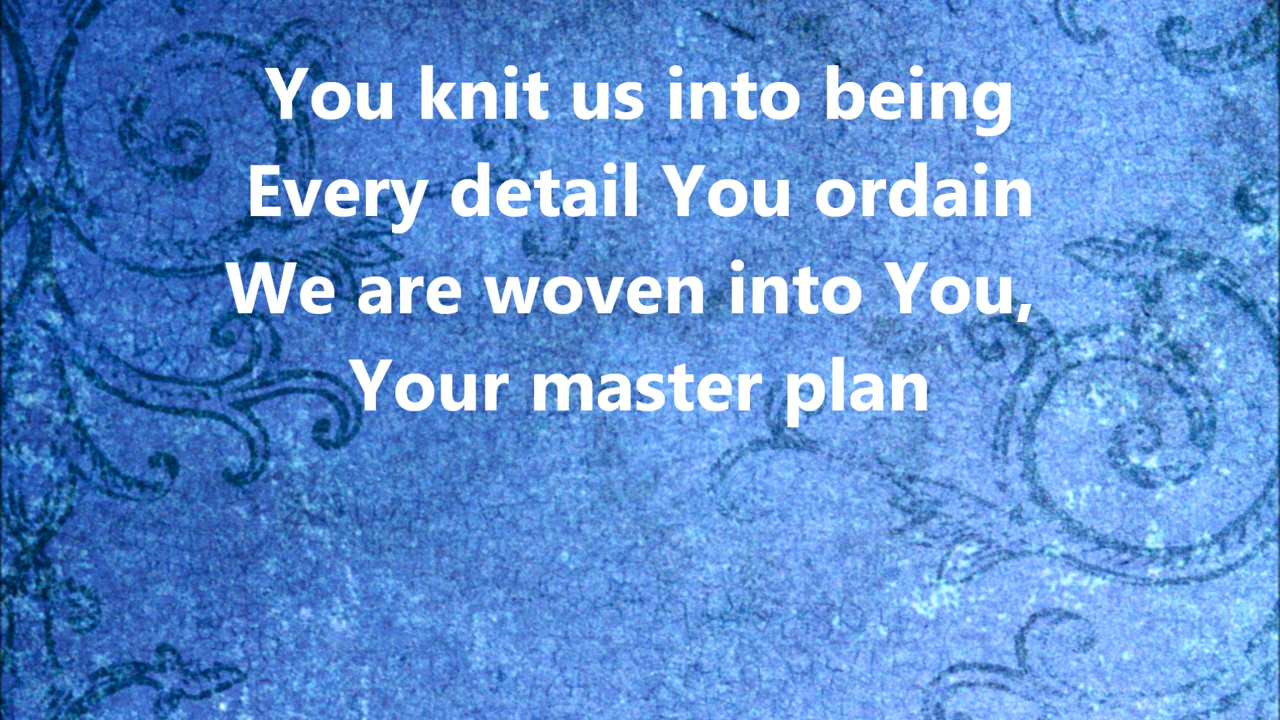 You knit us into being
Every detail You ordain
We are woven into You,
Your master plan